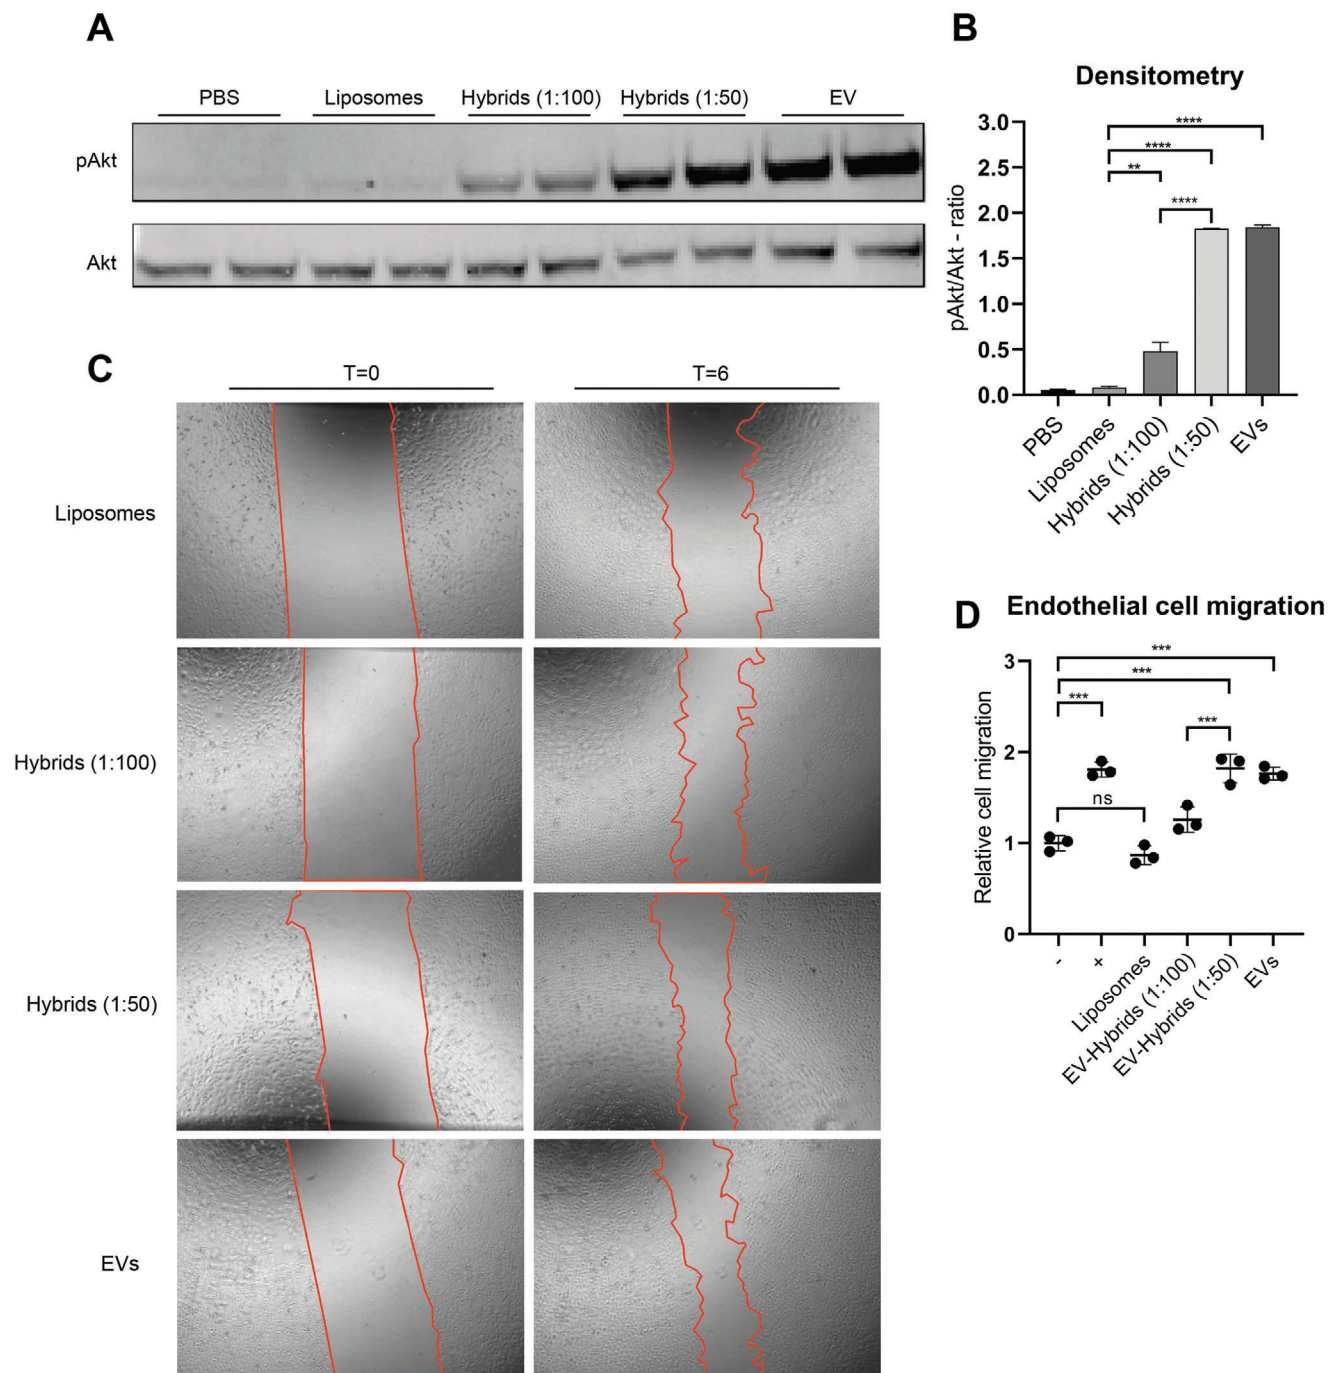 A
PBS Liposomes Hybrids (1:100) Hybrids (1:50) EV
pAkt
Akt
B
Densitometry
pAkt/Akt - ratio
3.0
2.5
2.0
1.5
1.0
0.5
0.0
****
****
**
****
PBS
Liposomes
Hybrids (1:100)
Hybrids (1:50)
EVs
C
T=0 T=6
Liposomes
Hybrids (1:100)
Hybrids (1:50)
EVs
D
Endothelial cell migration
Relative cell migration
3
2
1
0
***
***
***
***
ns
-
+
Liposomes
EV-Hybrids (1:100)
EV-Hybrids (1:50)
EVs